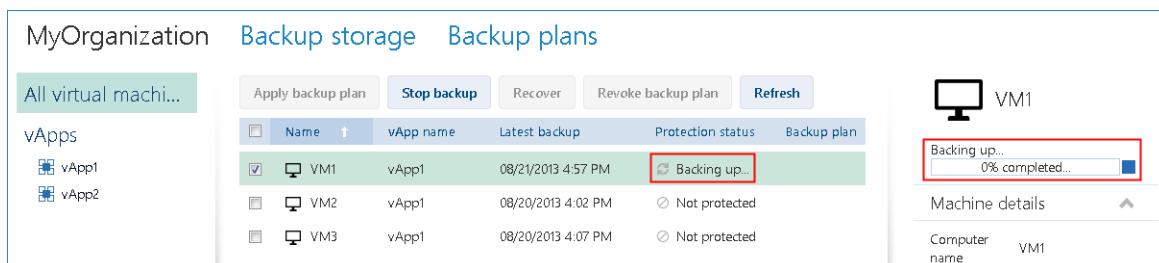 MyOrganization Backup storage Backup plans
All virtual machi...
vApps
vApp1
vApp2
Apply backup plan Stop backup Recover Revoke backup plan Refresh
Name vApp name Latest backup Protection status Backup plan
VM1 vApp1 08/21/2013 4:57 PM Backing up...
VM2 vApp1 08/20/2013 4:02 PM Not protected
VM3 vApp1 08/20/2013 4:07 PM Not protected
VM1
Backing up...
0% completed...
Machine details
Computer name VM1